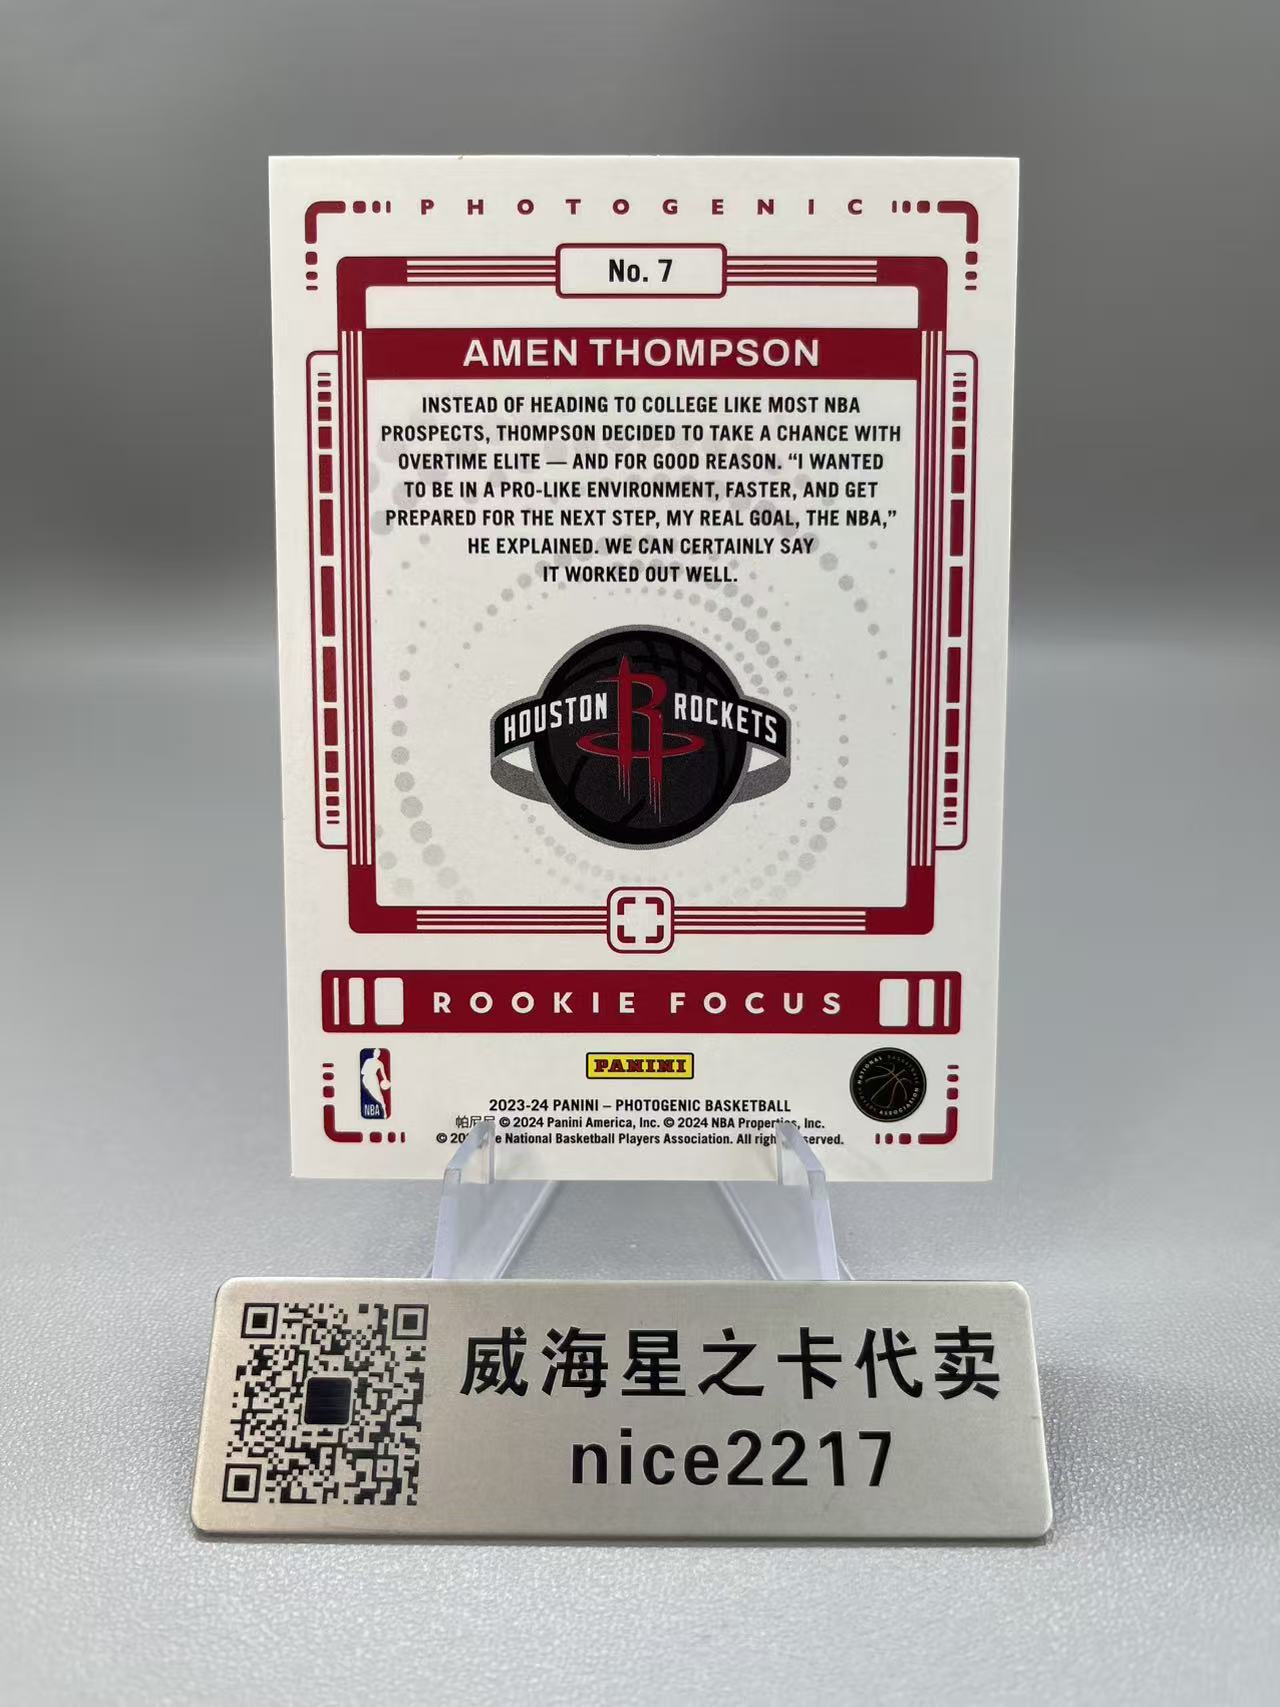 PHOTOGENIC
No. 7
AMEN THOMPSON
INSTEAD OF HEADING TO COLLEGE LIKE MOST NBA
PROSPECTS, THOMPSON DECIDED TO TAKE A CHANCE WITH
OVERTIME ELITE — AND FOR GOOD REASON. “I WANTED
TO BE IN A PRO-LIKE ENVIRONMENT, FASTER, AND GET
PREPARED FOR THE NEXT STEP, MY REAL GOAL, THE NBA,”
HE EXPLAINED. WE CAN CERTAINLY SAY
IT WORKED OUT WELL.
HOUSTON R ROCKETS
ROOKIE FOCUS
NBA
PANINI
NATIONAL BASKETBALL PLAYERS ASSOCIATION
2023-24 PANINI – PHOTOGENIC BASKETBALL
帕尼尼 © 2024 Panini America, Inc. © 2024 NBA Properties, Inc.
© National Basketball Players Association. All
威海星之卡代卖
nice2217